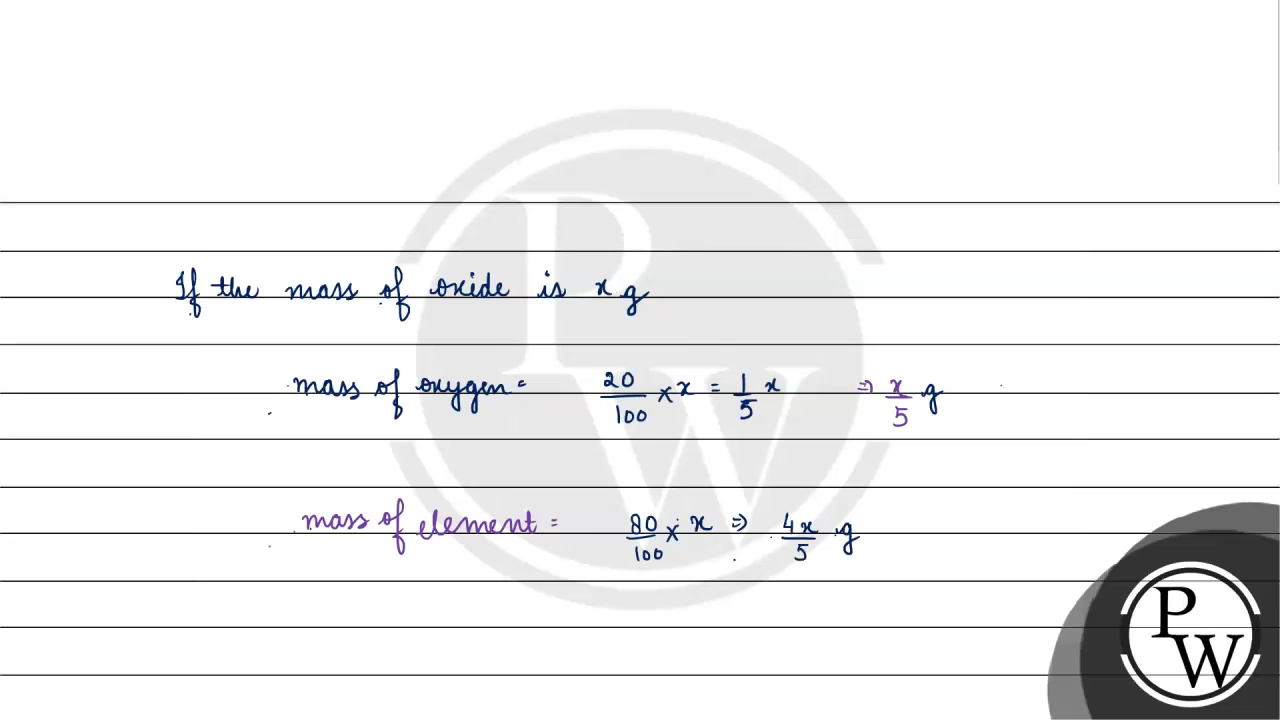 If the mass of oxide is x g
mass of oxygen = 20/100 × x = 1/5 x ⇒ x/5 g
mass of element = 80/100 × x ⇒ 4x/5 g
P
W